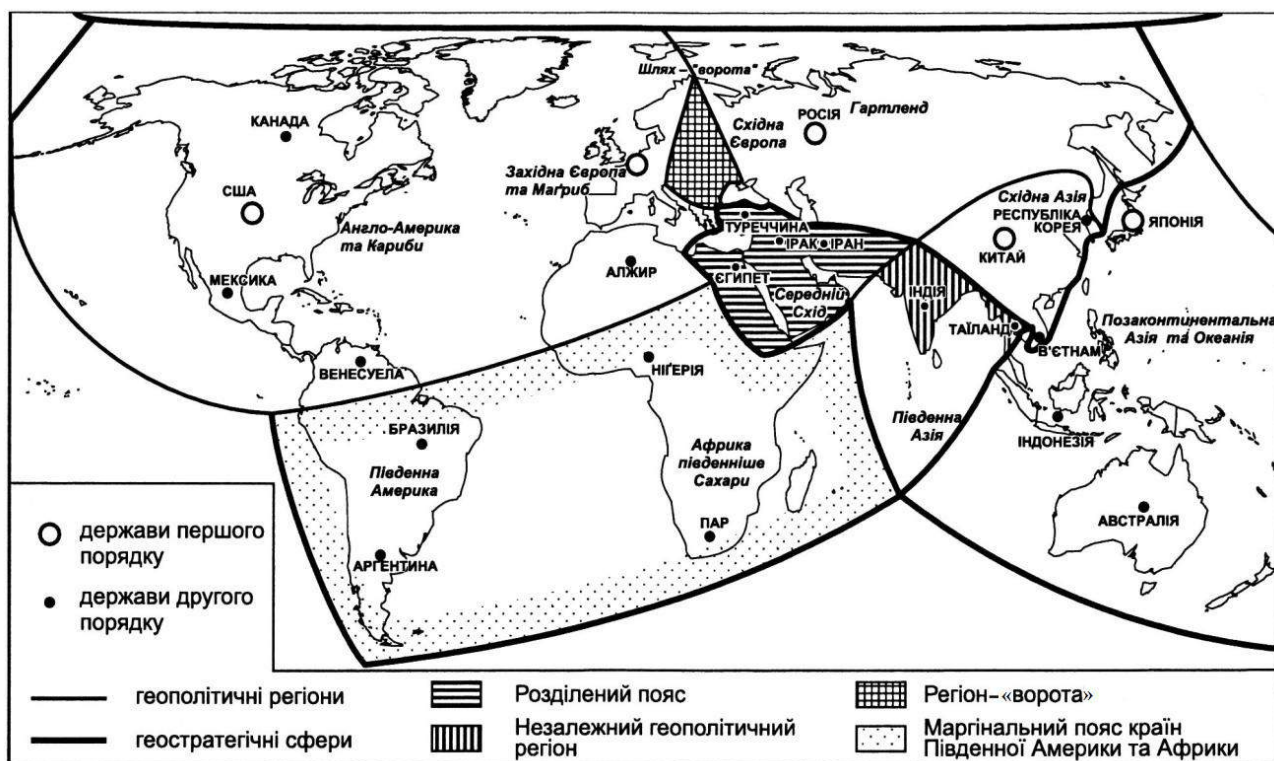 Шлях–"ворота"
Гартленд
РОСІЯ
Східна
Європа
КАНАДА
Західна Європа
та Маґриб
США
Англо-Америка
та Кариби
Східна Азія
РЕСПУБЛІКА
КОРЕЯ
ЯПОНІЯ
КИТАЙ
ТУРЕЧЧИНА
ІРАК
ІРАН
АЛЖИР
ЄГИПЕТ
Середній
Схід
МЕКСИКА
ІНДІЯ
ТАЇЛАНД
В'ЄТНАМ
Позаконтинентальна
Азія та Океанія
ВЕНЕСУЕЛА
НІҐЕРІЯ
БРАЗИЛІЯ
Південна
Америка
Африка
південніше
Сахари
Південна
Азія
ІНДОНЕЗІЯ
АВСТРАЛІЯ
ПАР
АРГЕНТИНА
держави першого
порядку
держави другого
порядку
геополітичні регіони
геостратегічні сфери
Розділений пояс
Незалежний геополітичний
регіон
Регіон–«ворота»
Маргінальний пояс країн
Південної Америки та Африки